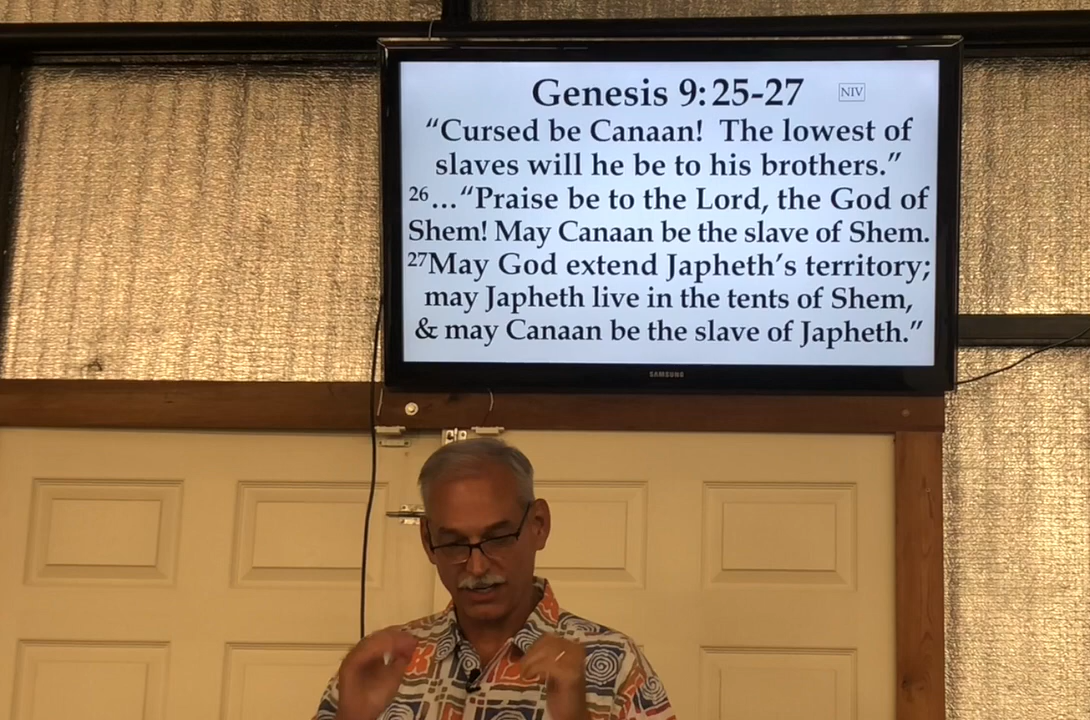 Genesis 9:25-27 NIV
“Cursed be Canaan!  The lowest of
slaves will he be to his brothers.”
26…“Praise be to the Lord, the God of
Shem! May Canaan be the slave of Shem.
27May God extend Japheth’s territory;
may Japheth live in the tents of Shem,
& may Canaan be the slave of Japheth.”
SAMSUNG